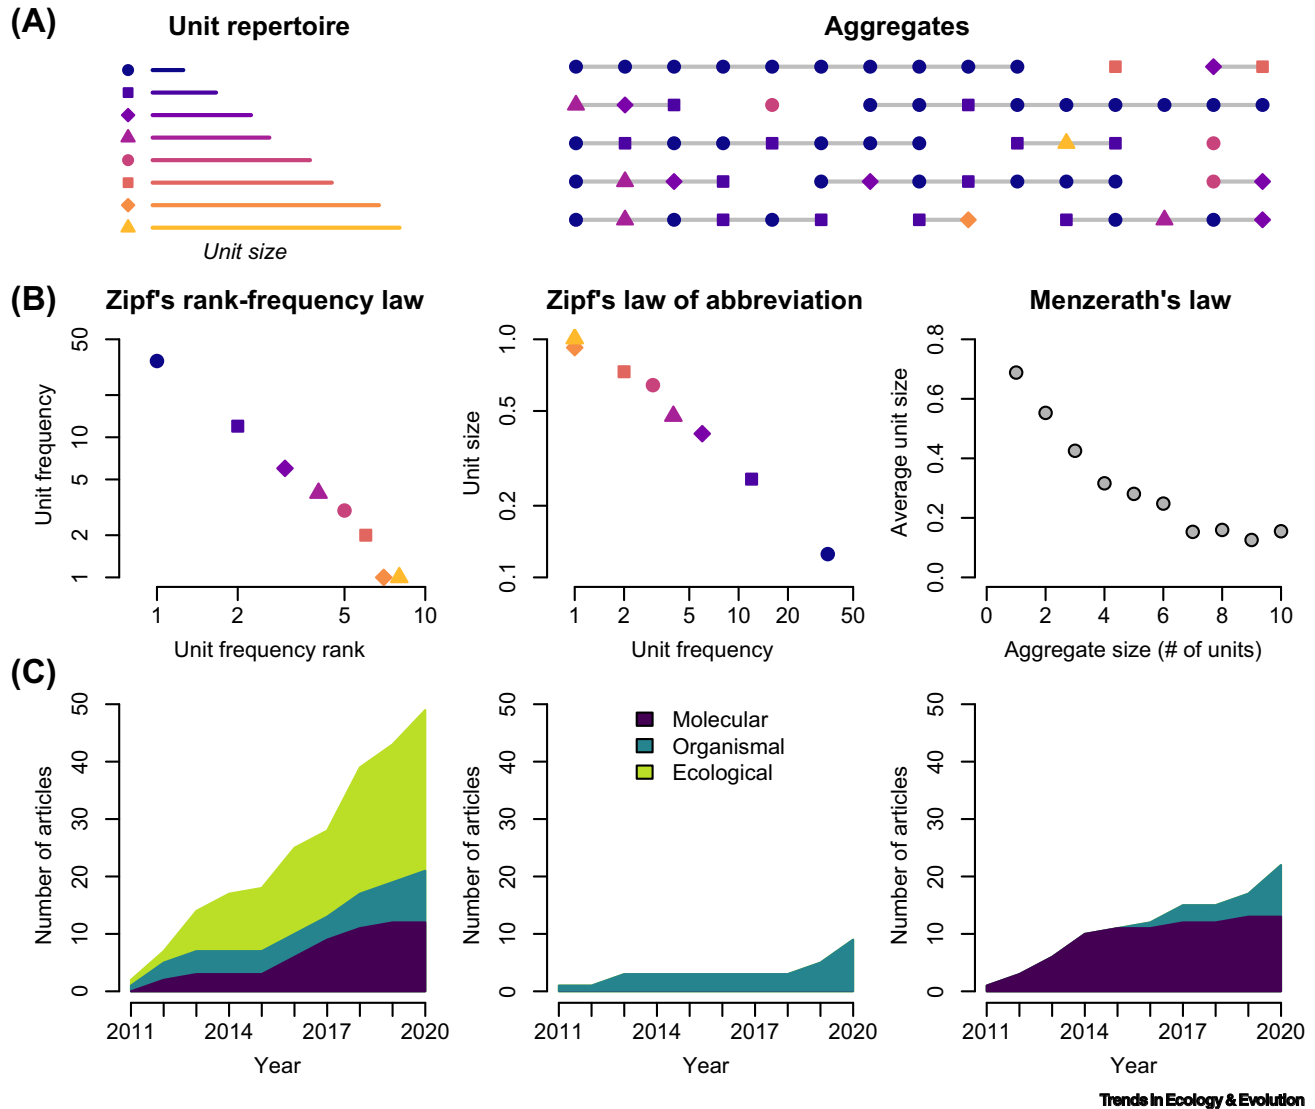 (A)
Unit repertoire
Aggregates
Unit size
(B)
Zipf's rank-frequency law
Zipf's law of abbreviation
Menzerath's law
Unit frequency
50
10
5
2
1
1
2
5
10
Unit frequency rank
Unit size
1.0
0.5
0.2
0.1
1
2
5
10
20
50
Unit frequency
Average unit size
0.8
0.6
0.4
0.2
0.0
0
2
4
6
8
10
Aggregate size (# of units)
(C)
Number of articles
50
40
30
20
10
0
2011
2014
2017
2020
Year
Number of articles
50
40
30
20
10
0
Molecular
Organismal
Ecological
2011
2014
2017
2020
Year
Number of articles
50
40
30
20
10
0
2011
2014
2017
2020
Year
Trends in Ecology & Evolution